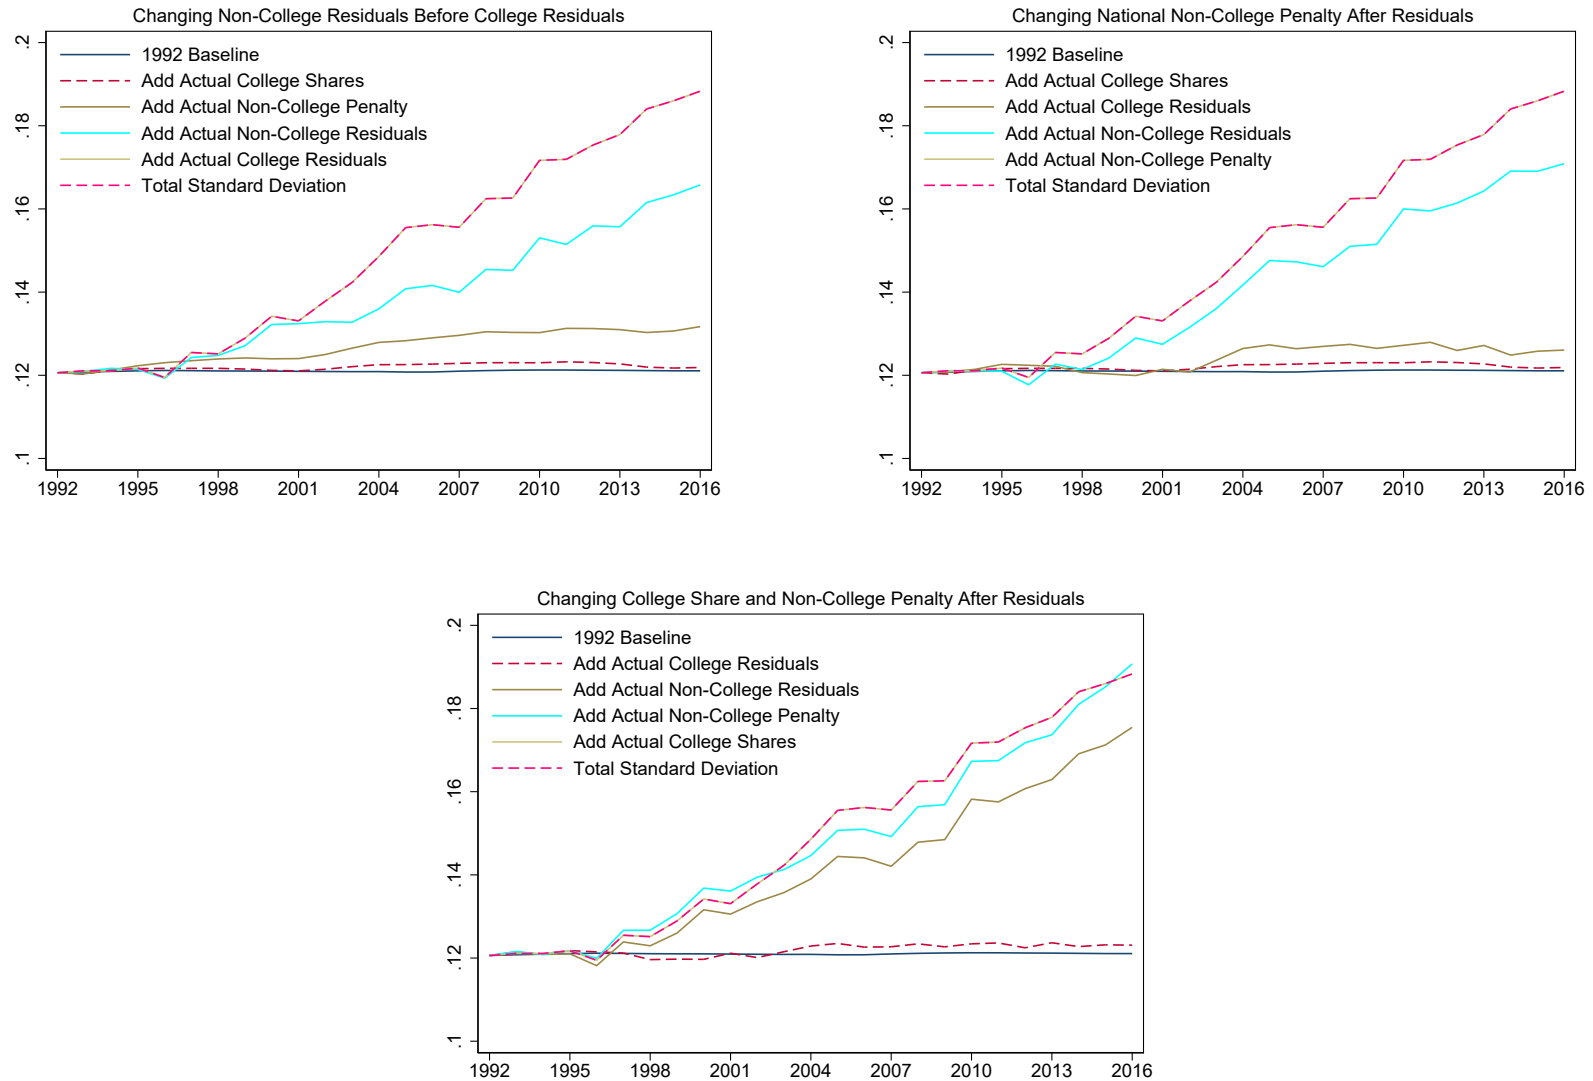 Changing Non-College Residuals Before College Residuals
.2
.18
.16
.14
.12
.1
1992 Baseline
Add Actual College Shares
Add Actual Non-College Penalty
Add Actual Non-College Residuals
Add Actual College Residuals
Total Standard Deviation
1992 1995 1998 2001 2004 2007 2010 2013 2016
Changing National Non-College Penalty After Residuals
.2
.18
.16
.14
.12
.1
1992 Baseline
Add Actual College Shares
Add Actual College Residuals
Add Actual Non-College Residuals
Add Actual Non-College Penalty
Total Standard Deviation
1992 1995 1998 2001 2004 2007 2010 2013 2016
Changing College Share and Non-College Penalty After Residuals
.2
.18
.16
.14
.12
.1
1992 Baseline
Add Actual College Residuals
Add Actual Non-College Residuals
Add Actual Non-College Penalty
Add Actual College Shares
Total Standard Deviation
1992 1995 1998 2001 2004 2007 2010 2013 2016